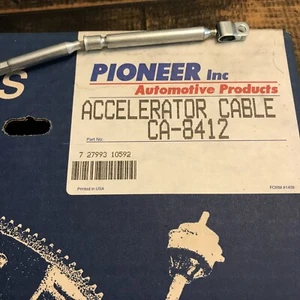 PIONEER Inc
Automotive Products
S
ACCELERATOR CABLE
CA-8412
Part No.
7 27993 10592
Printed in USA